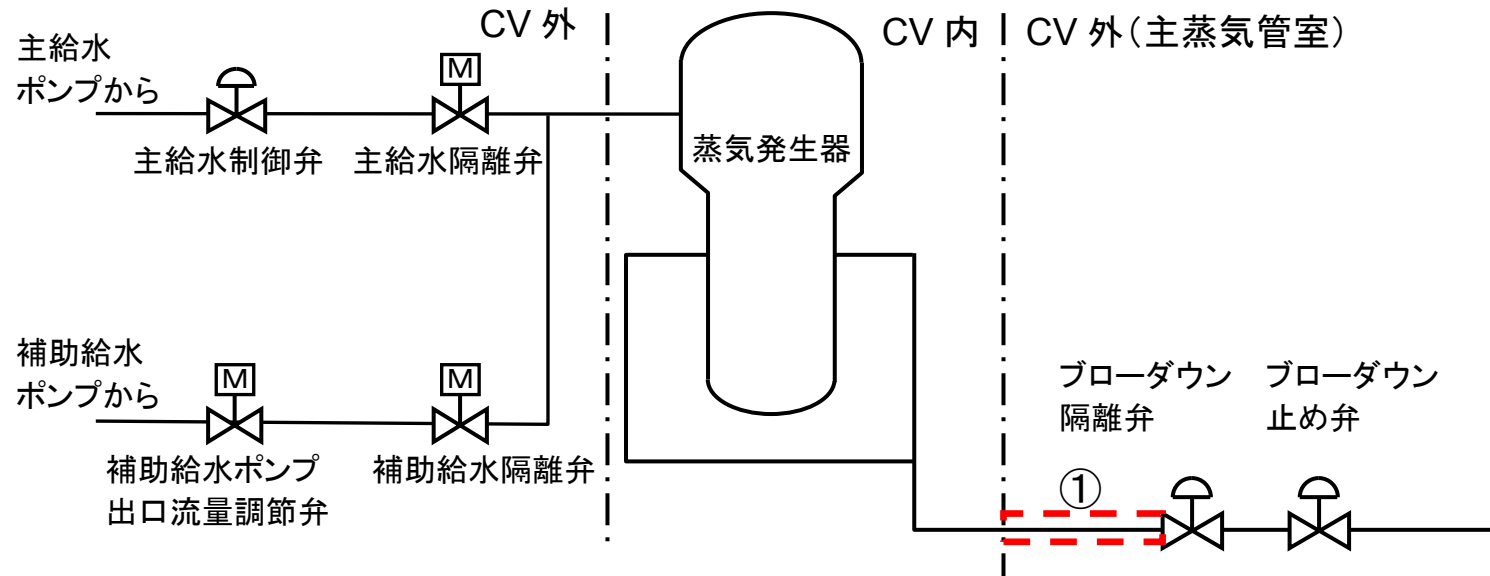 CV 外
CV 内
CV 外(主蒸気管室)
主給水
ポンプから
M
主給水制御弁
主給水隔離弁
蒸気発生器
補助給水
ポンプから
M
M
補助給水ポンプ
出口流量調節弁
補助給水隔離弁
ブローダウン
隔離弁
ブローダウン
止め弁
①